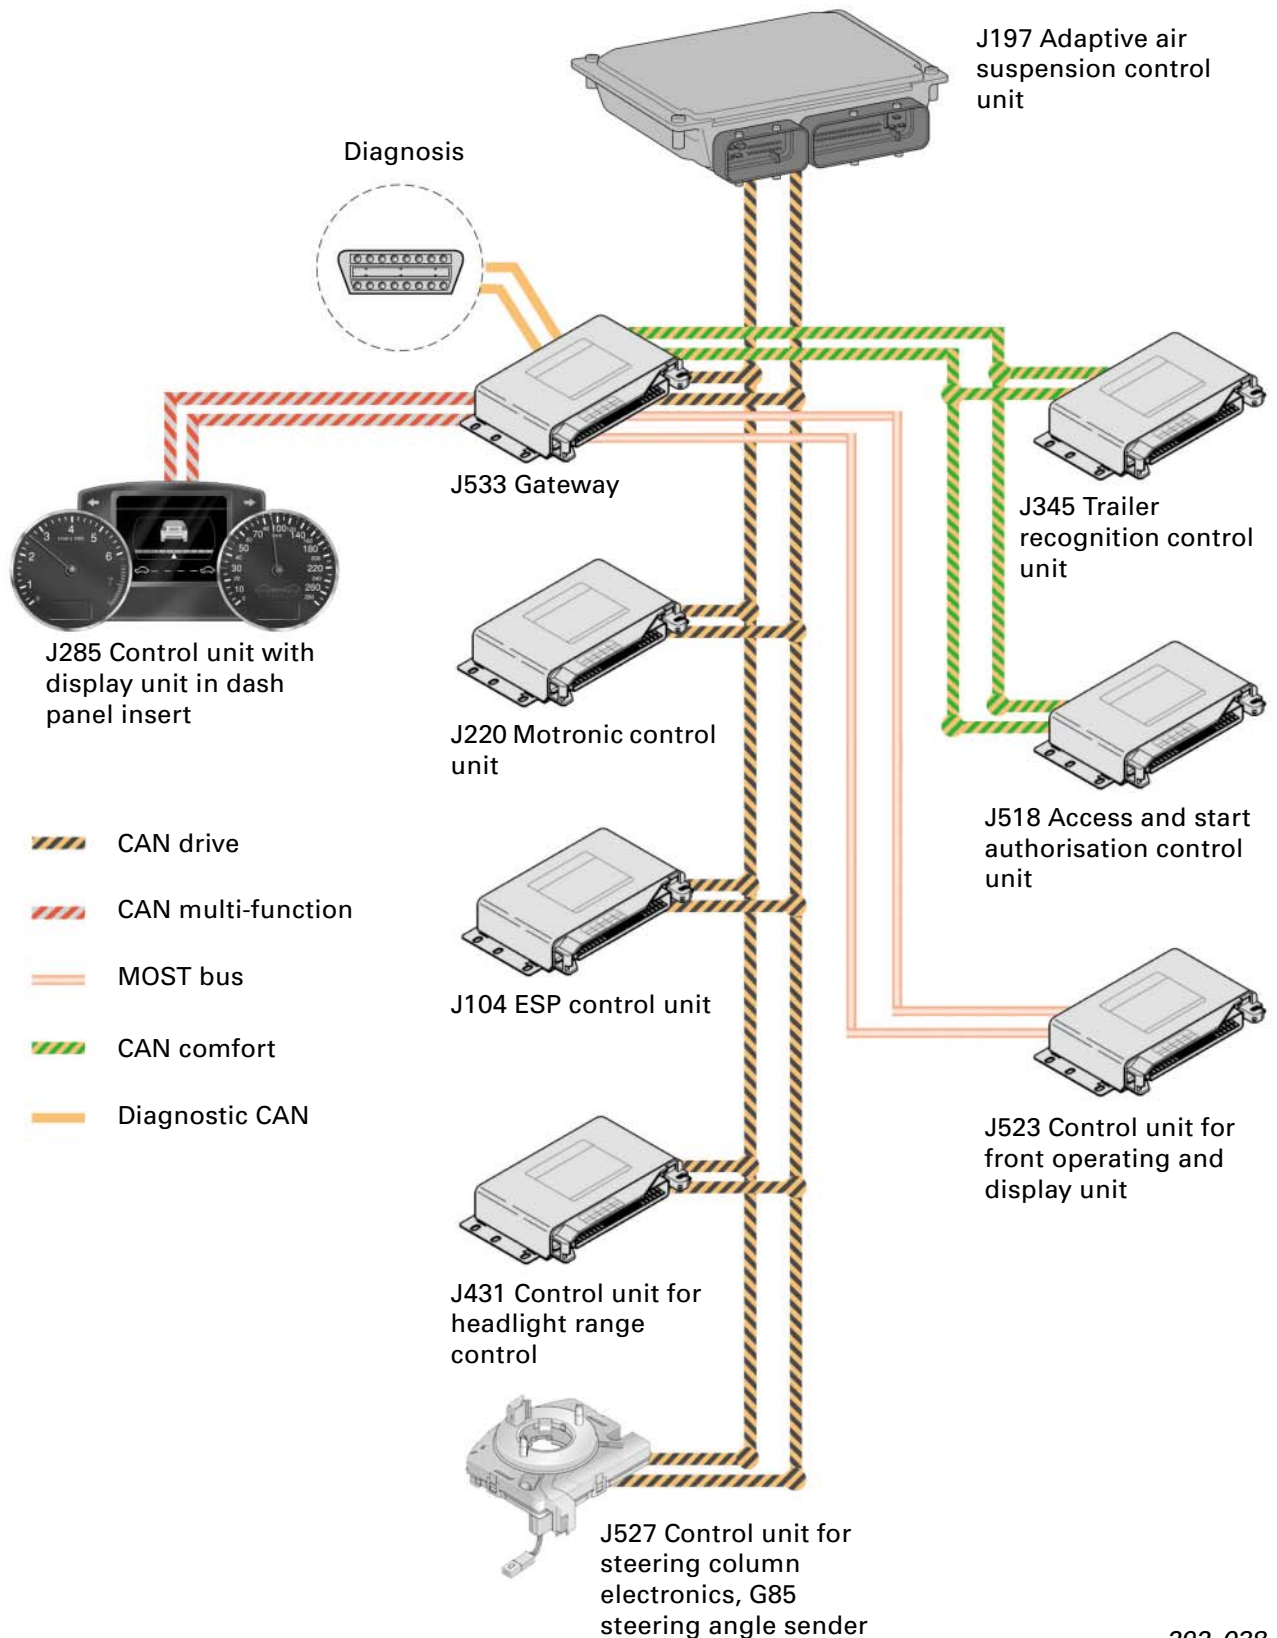 J197 Adaptive air
suspension control
unit
Diagnosis
J533 Gateway
J345 Trailer
recognition control
unit
J285 Control unit with
display unit in dash
panel insert
J220 Motronic control
unit
J518 Access and start
authorisation control
unit
CAN drive
CAN multi-function
MOST bus
CAN comfort
Diagnostic CAN
J104 ESP control unit
J523 Control unit for
front operating and
display unit
J431 Control unit for
headlight range
control
J527 Control unit for
steering column
electronics, G85
steering angle sender